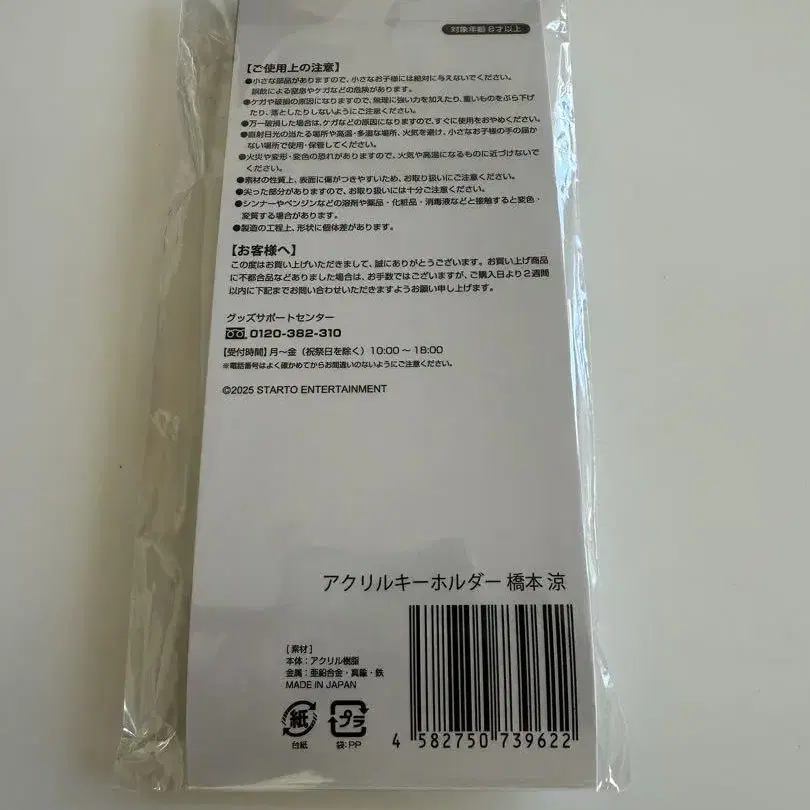 対象年齢 8才以上
【ご使用上の注意】
●小さな部品がありますので、小さなお子様には絶対に与えないでください。
誤飲による窒息やケガなどの危険があります。
●ケガや破損の原因になりますので、無理に強い力を加えたり、重いものをぶら下げ
たり、落としたりしないようにご注意ください。
●万一破損した場合は、ケガなどの原因になりますので、すぐに使用をおやめください。
●直射日光の当たる場所や高温・多湿な場所、火気を避け、小さなお子様の手の届か
ない場所で使用・保管してください。
●火災や変形・変色の恐れがありますので、火気や高温になるものに近づけないで
ください。
●素材の性質上、表面に傷がつきやすいため、お取り扱いにご注意ください。
●尖った部分がありますので、お取り扱いには十分ご注意ください。
●シンナーやベンジンなどの溶剤や薬品・化粧品・消毒液などと接触すると変色・
変質する場合があります。
●製造の工程上、形状に個体差があります。
【お客様へ】
この度はお買い上げいただきまして、誠にありがとうございます。お買い上げ商品
に不都合品などありました場合は、お手数ではございますが、ご購入日より2週間
以内に下記までお問い合わせいただきますようお願い申し上げます。
グッズサポートセンター
0120-382-310
【受付時間】月〜金（祝祭日を除く）10:00〜18:00
※電話番号はよく確かめてからお間違いのないようにご注意ください。
©2025 STARTO ENTERTAINMENT
アクリルキーホルダー 橋本 涼
[素材]
本体：アクリル樹脂
金属：亜鉛合金・真鍮・鉄
MADE IN JAPAN
紙 プラ
台紙 袋：PP
4 582750 739622